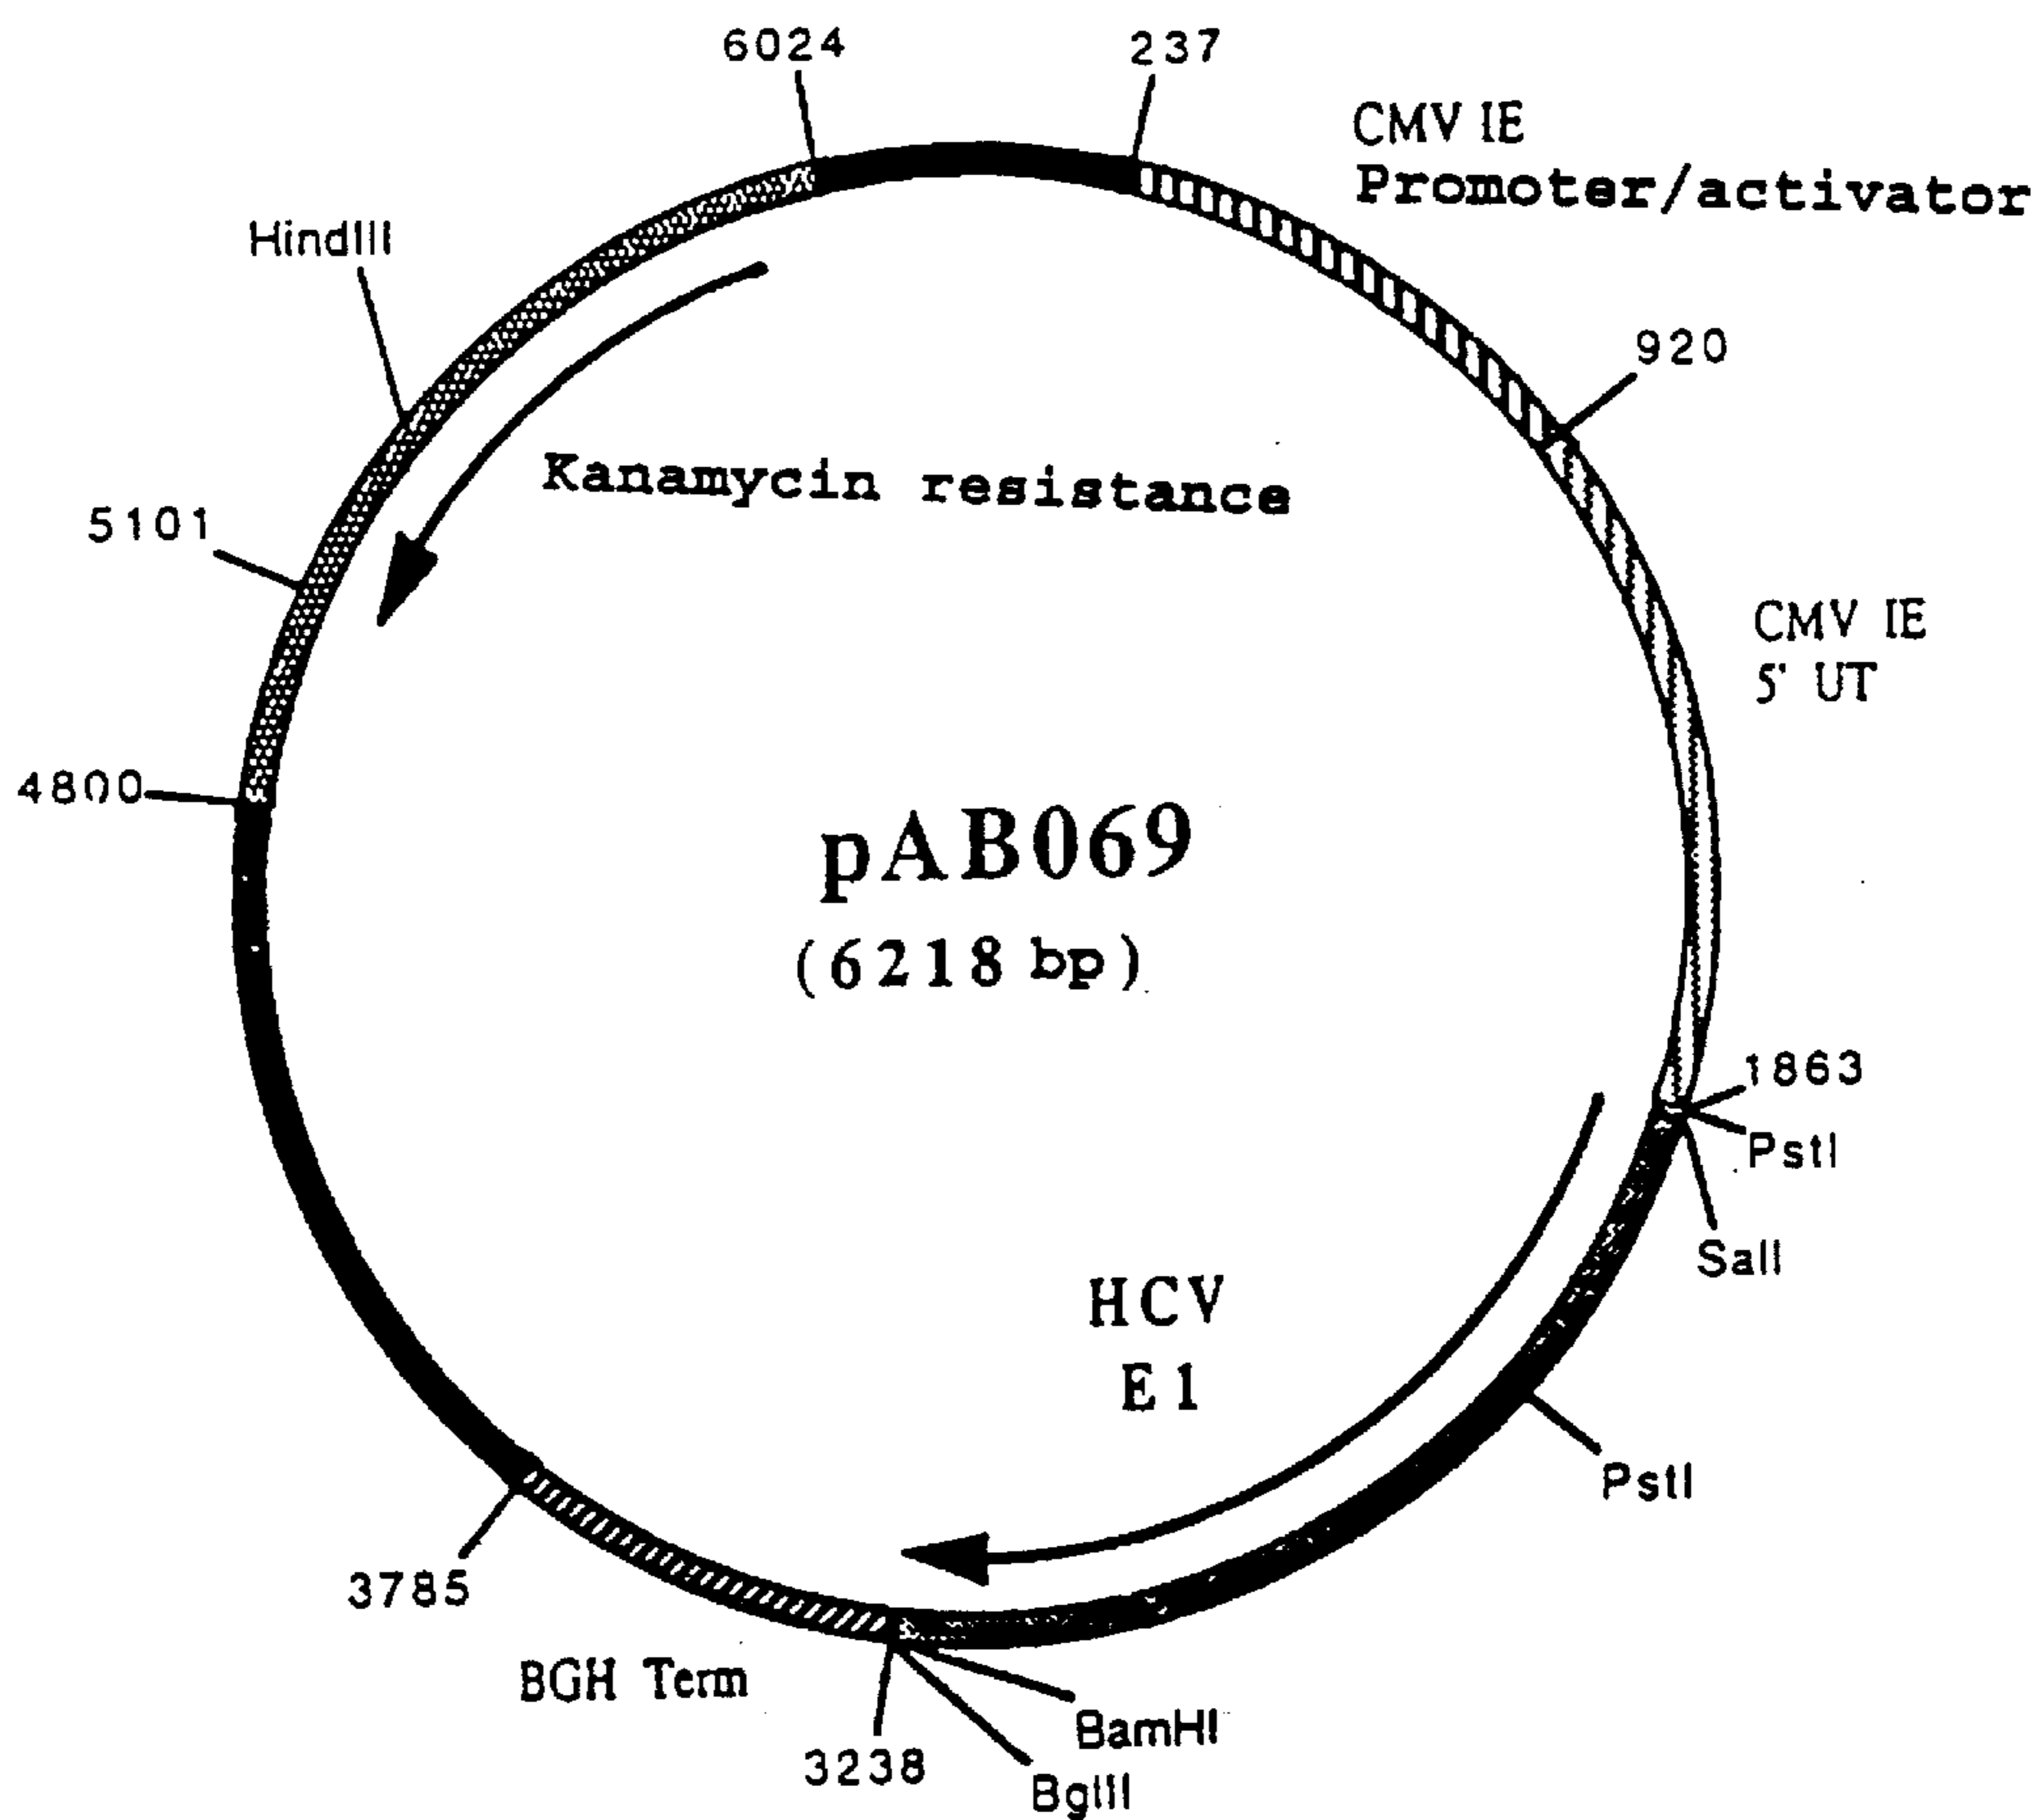 6024
237
CMV IE
Promoter/activator
HindIII
920
Kanamycin resistance
5101
CMV IE
5' UT
4800
pAB069
(6218 bp)
1863
PstI
SalI
HCV
E1
PstI
3785
BGH Term
BamHI
3238
BglII